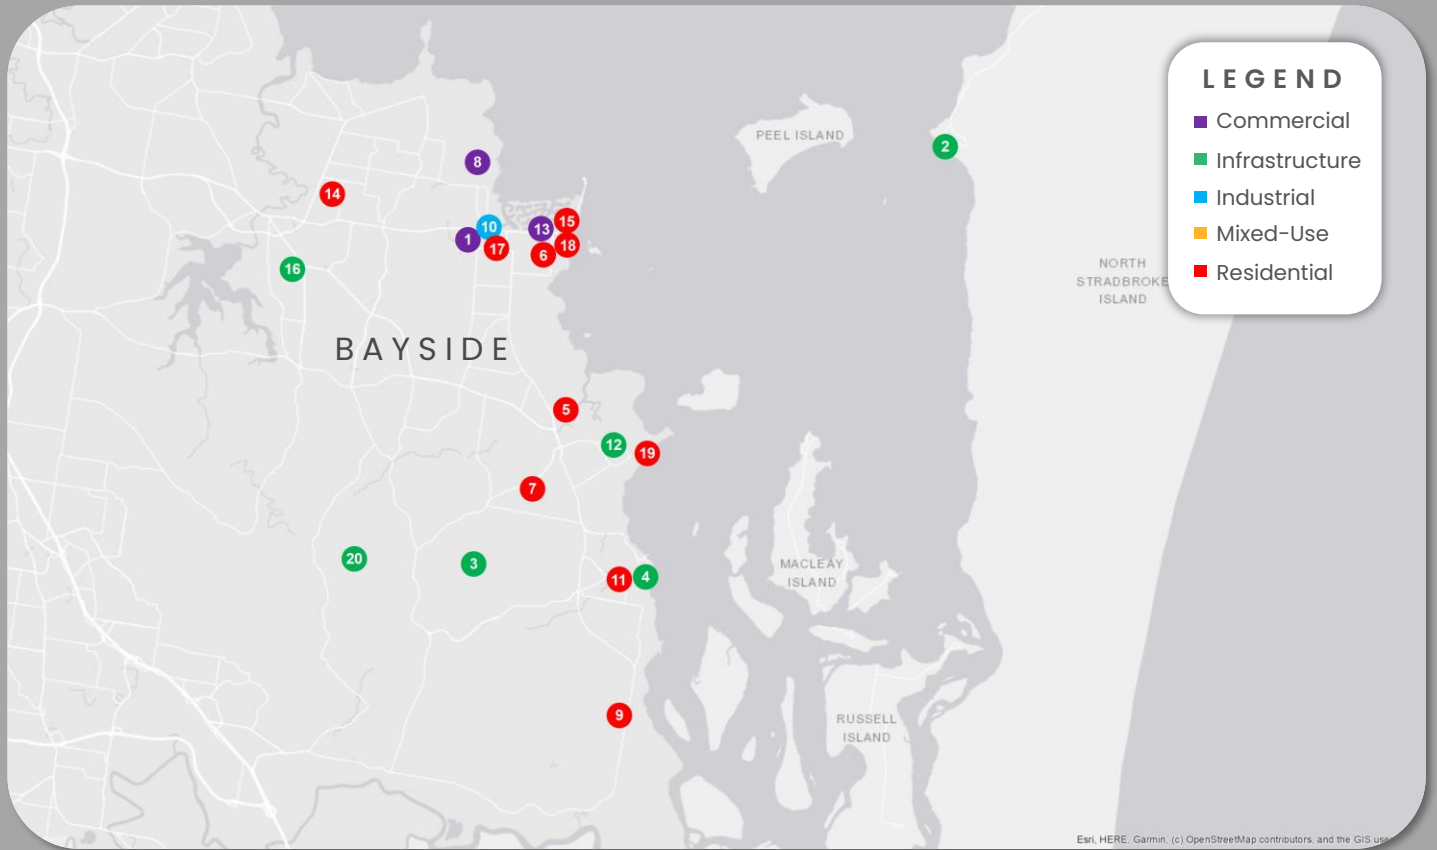 LEGEND
Commercial
Infrastructure
Industrial
Mixed-Use
Residential
PEEL ISLAND
2
8
14
15
10
13
1
17
18
6
16
NORTH
STRADBROKE
ISLAND
BAYSIDE
5
12
19
7
20
3
11
4
MACLEAY
ISLAND
9
RUSSELL
ISLAND
Esri, HERE, Garmin, (c) OpenStreetMap contributors, and the GIS